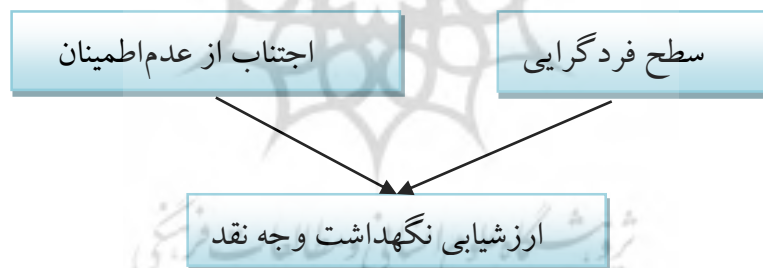 سطح فردگرایی
اجتناب از عدم‌اطمینان
ارزشیابی نگهداشت وجه نقد